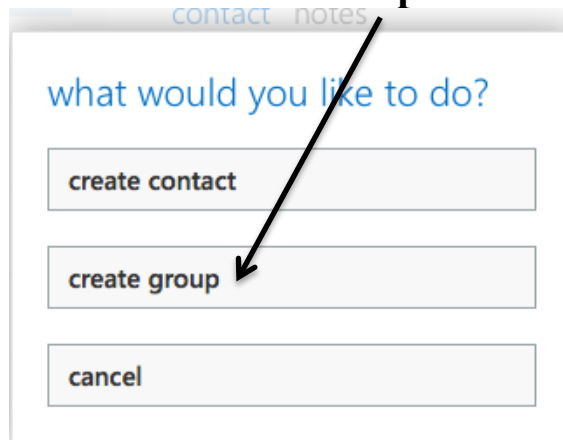 contact notes
what would you like to do?
create contact
create group
cancel